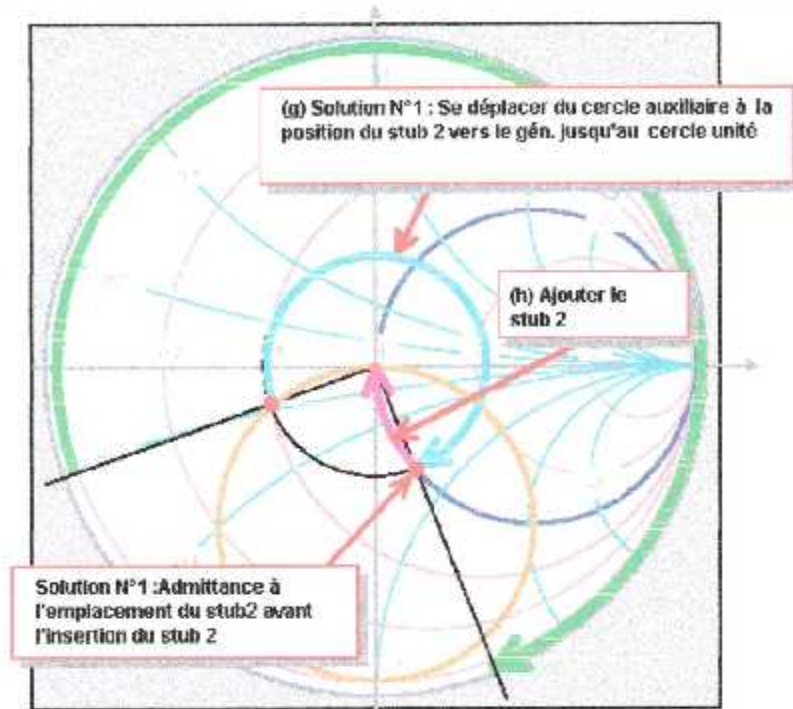 (g) Solution N°1 : Se déplacer du cercle auxiliaire à la
position du stub 2 vers le gén. jusqu'au cercle unité
(h) Ajouter le
stub 2
Solution N°1 :Admittance à
l'emplacement du stub2 avant
l'insertion du stub 2